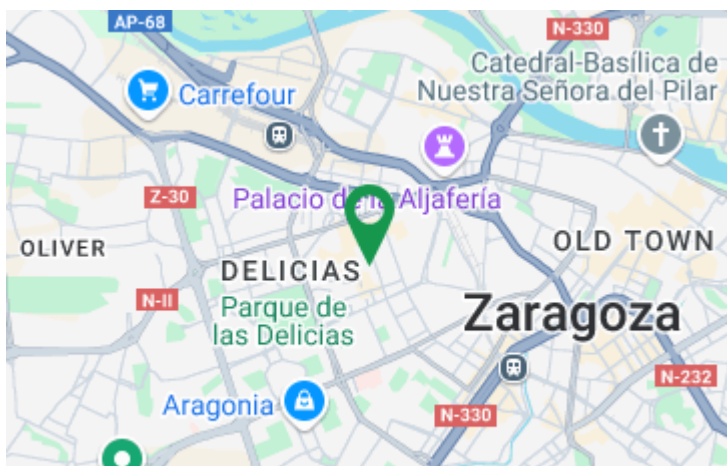 AP-68
N-330
Catedral-Basílica de
Nuestra Señora del Pilar
Carrefour
Z-30
Palacio de la Aljafería
OLIVER
OLD TOWN
DELICIAS
N-II
Parque de
las Delicias
Zaragoza
N-232
Aragonia
N-330